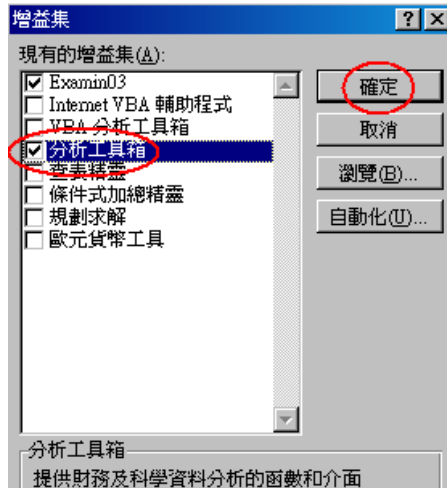 增益集
現有的增益集(A):
Examin03
Internet VBA 輔助程式
VBA 分析工具箱
分析工具箱
查表精靈
條件式加總精靈
規劃求解
歐元貨幣工具
確定
取消
瀏覽(B)...
自動化(U)...
分析工具箱
提供財務及科學資料分析的函數和介面